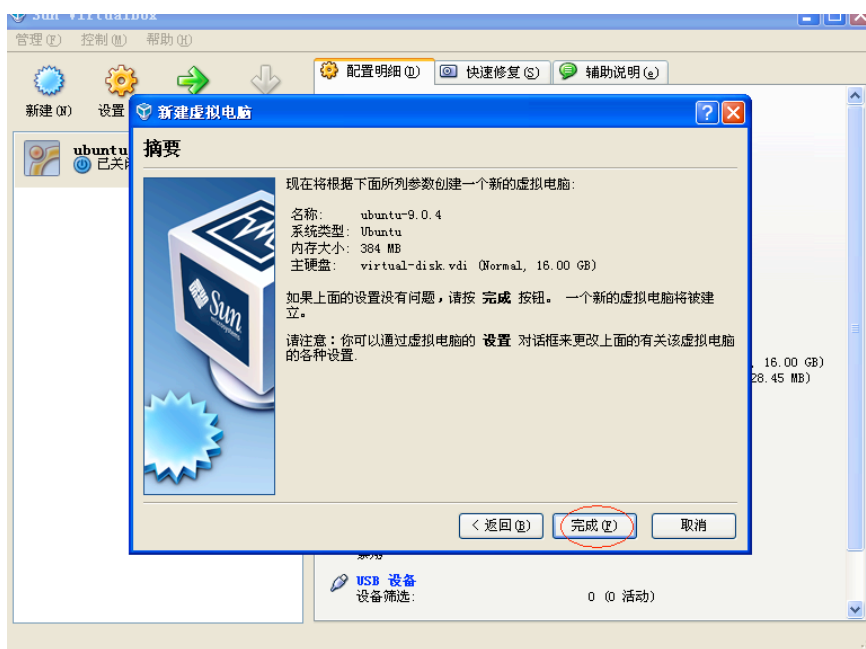 Sun VirtualBox
管理(F) 控制(M) 帮助(H)
配置明细(D) 快速修复(S) 辅助说明(e)
新建(N) 设置
ubuntu
新建虚拟电脑
摘要
现在将根据下面所列参数创建一个新的虚拟电脑:
名称: ubuntu-9.0.4
系统类型: Ubuntu
内存大小: 384 MB
主硬盘: virtual-disk.vdi (Normal, 16.00 GB)
如果上面的设置没有问题,请按 完成 按钮。 一个新的虚拟电脑将被建
立。
请注意:你可以通过虚拟电脑的 设置 对话框来更改上面的有关该虚拟电脑
的各种设置.
Sun
microsystems
, 16.00 GB)
28.45 MB)
< 返回(B) 完成(F) 取消
USB 设备
设备筛选: 0 (0 活动)